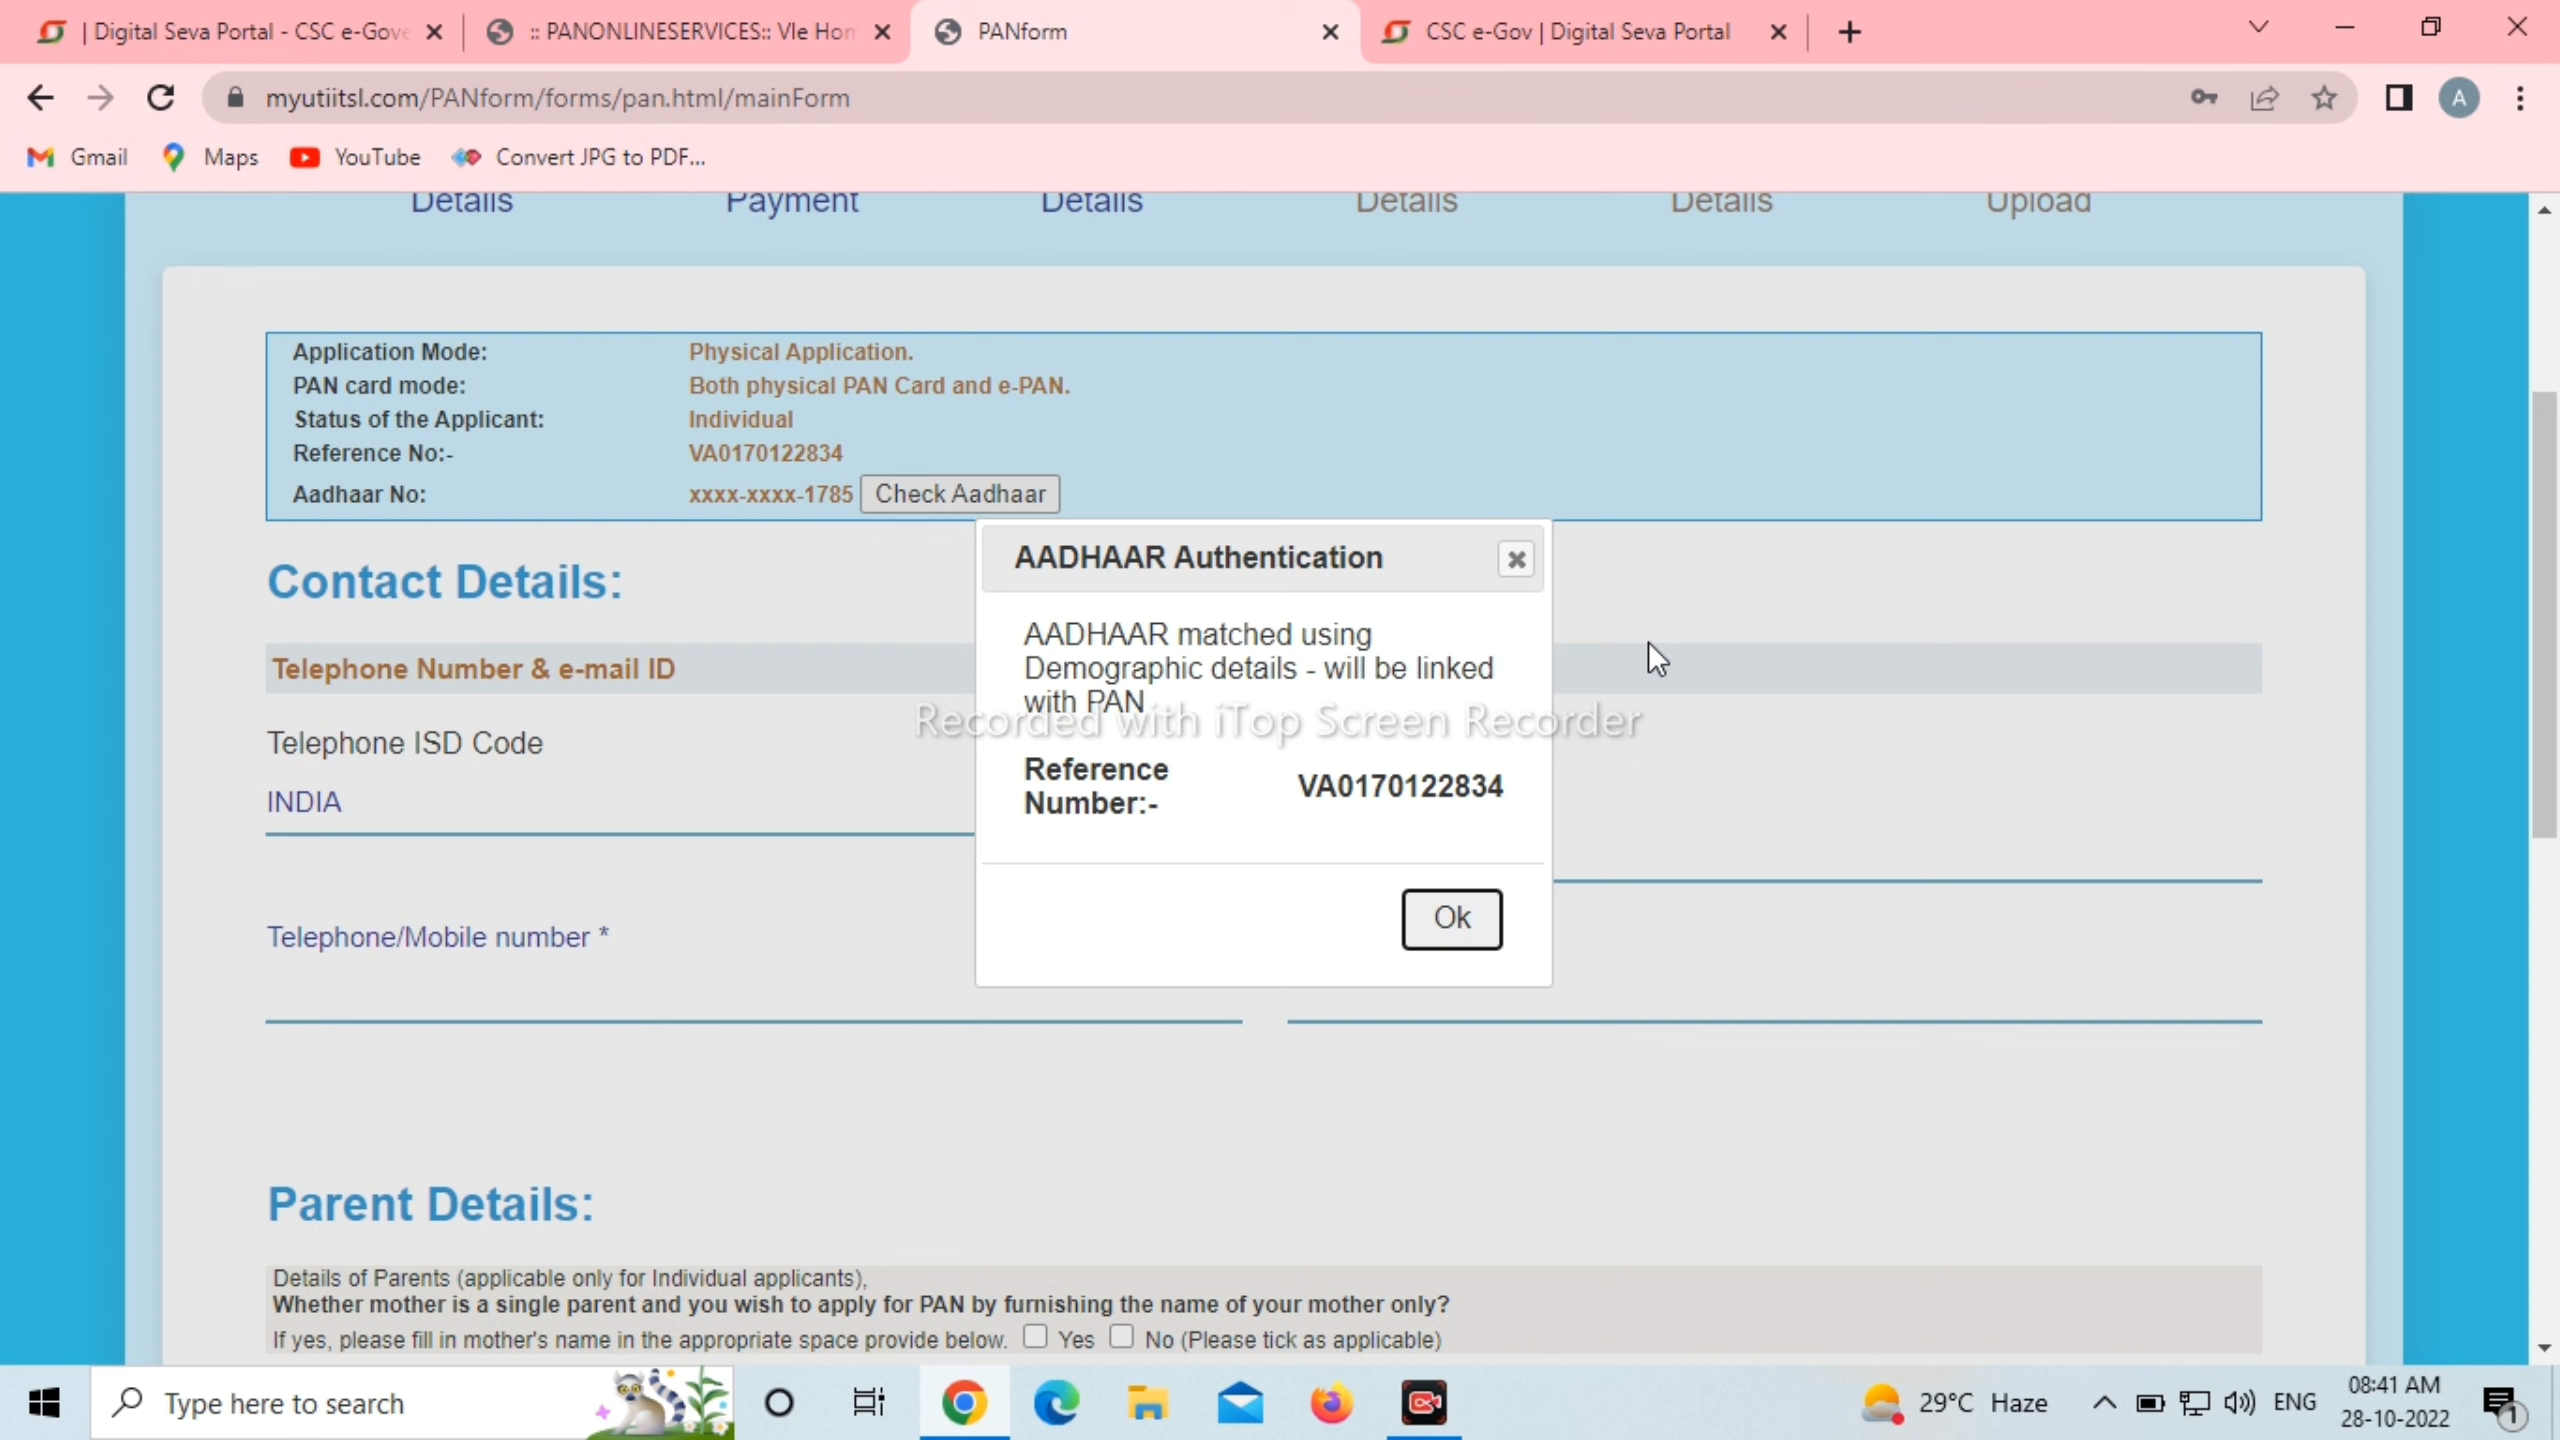 | Digital Seva Portal - CSC e-Gove
:: PANONLINESERVICES:: Vle Hom
PANform
CSC e-Gov | Digital Seva Portal
myutiitsl.com/PANform/forms/pan.html/mainForm
A
Gmail
Maps
YouTube
Convert JPG to PDF...
Details
Payment
Details
Details
Details
Upload
Application Mode: Physical Application.
PAN card mode: Both physical PAN Card and e-PAN.
Status of the Applicant: Individual
Reference No:- VA0170122834
Aadhaar No: xxxx-xxxx-1785 Check Aadhaar
AADHAAR Authentication
AADHAAR matched using
Demographic details - will be linked
with PAN
Reference
Number:-
VA0170122834
Ok
Contact Details:
Telephone Number & e-mail ID
Recorded with iTop Screen Recorder
Telephone ISD Code
INDIA
Telephone/Mobile number *
Parent Details:
Details of Parents (applicable only for Individual applicants),
Whether mother is a single parent and you wish to apply for PAN by furnishing the name of your mother only?
If yes, please fill in mother's name in the appropriate space provide below. Yes No (Please tick as applicable)
Type here to search
29°C Haze
ENG
08:41 AM
28-10-2022
1